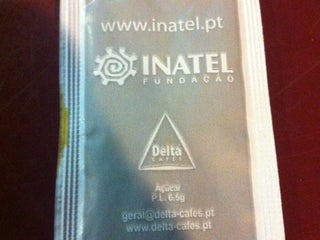 www.inatel.pt
INATEL
FUNDAÇÃO
Delta
CAFÉS
Açúcar
P.L. 6,5g
geral@delta-cafes.pt
www.delta-cafes.pt